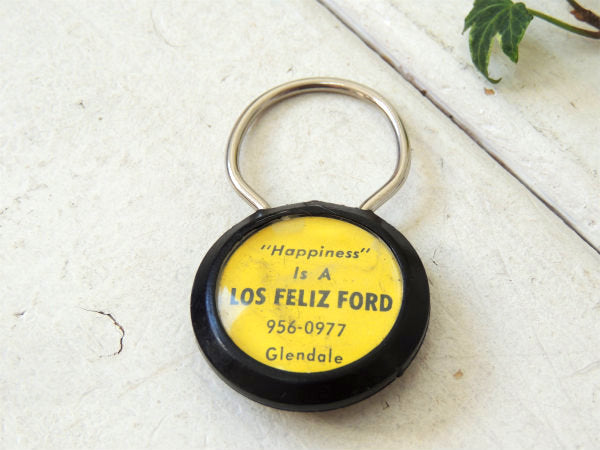 "Happiness"
Is A
LOS FELIZ FORD
956-0977
Glendale